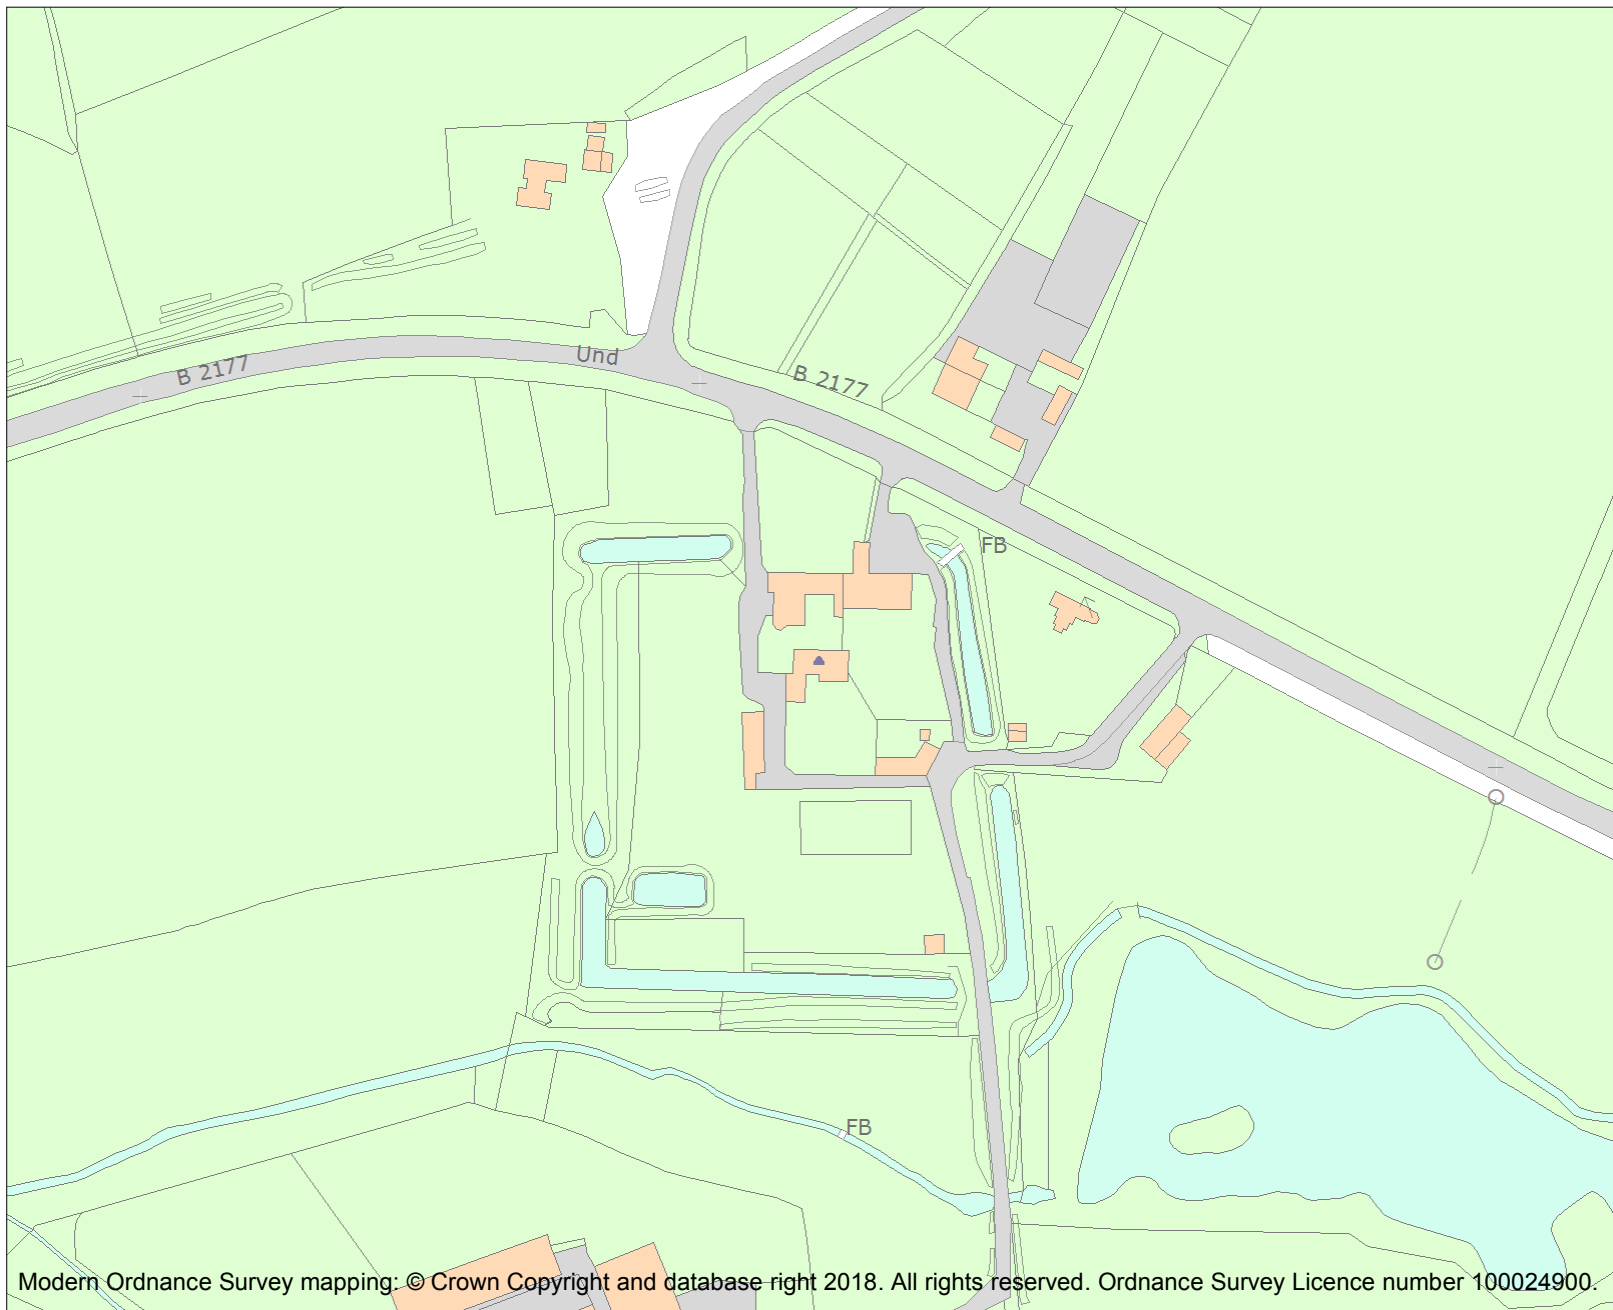 B 2177
Und
B 2177
FB
FB
Modern Ordnance Survey mapping: © Crown Copyright and database right 2018. All rights reserved. Ordnance Survey Licence number 100024900.